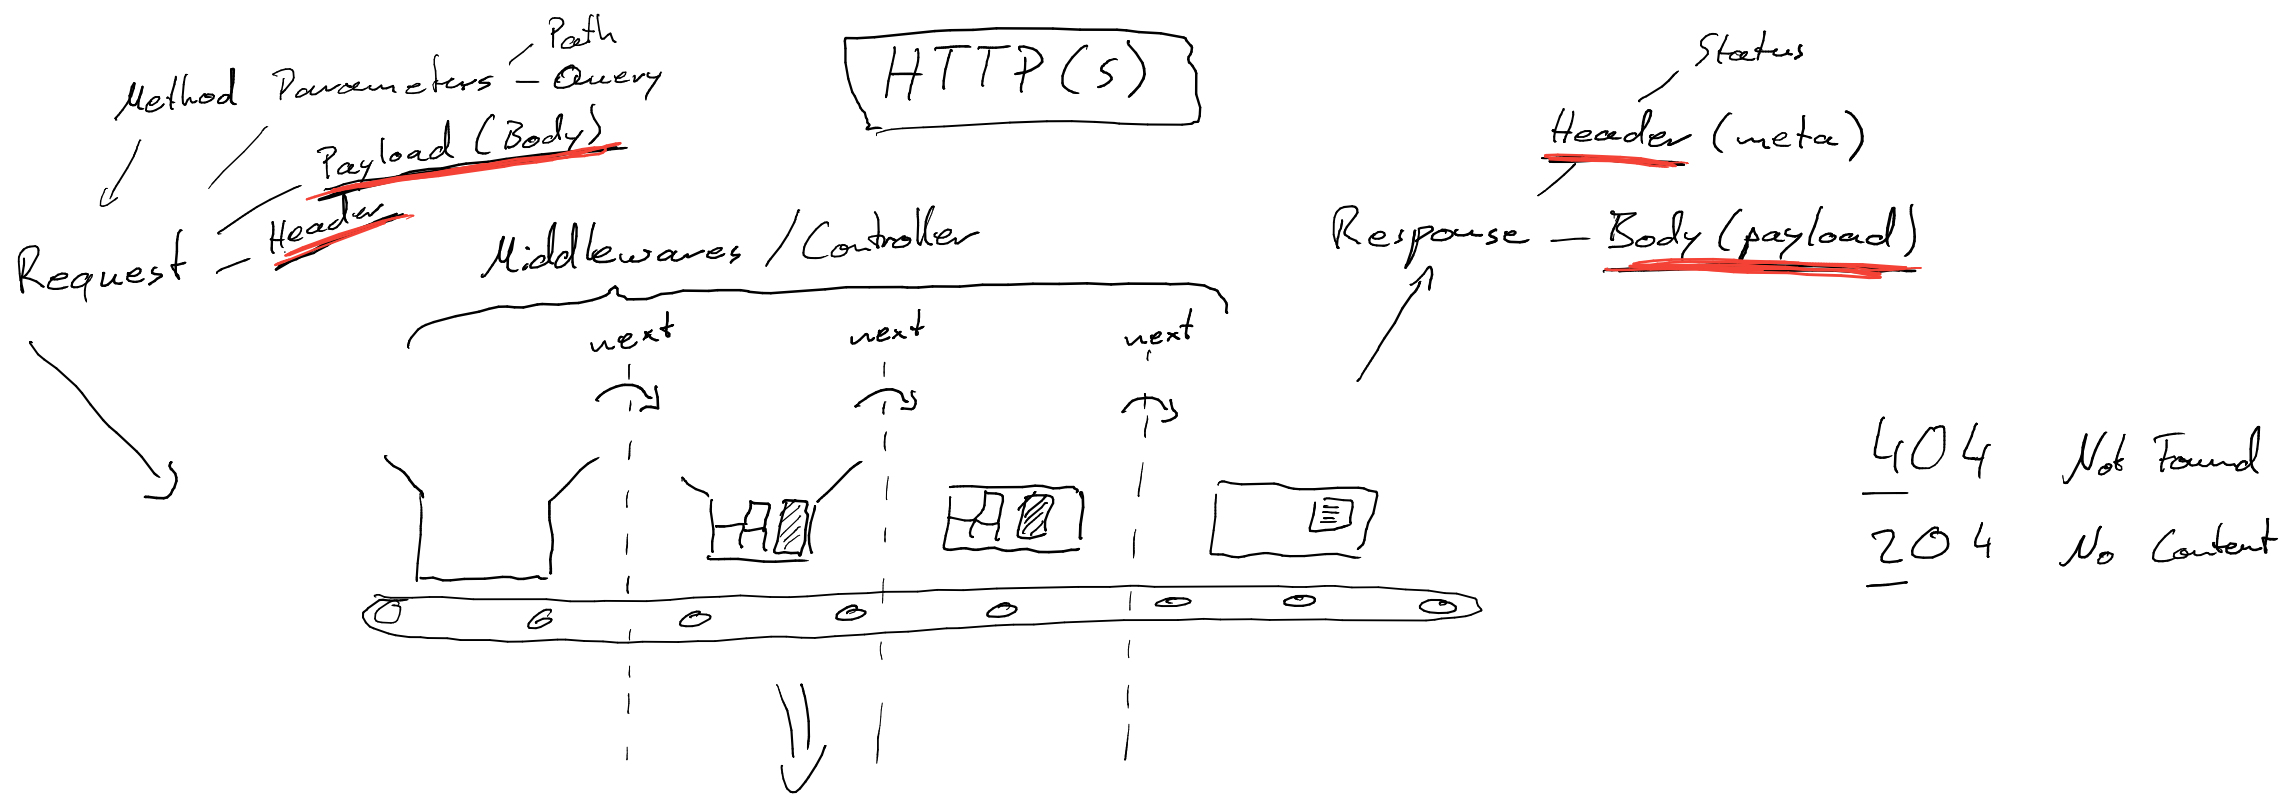 Path
Method Parameters - Query
Payload (Body)
Header
Request
HTTP(s)
Middlewares / Controller
next next next
Status
Header (meta)
Response - Body (payload)
404 Not Found
204 No Content